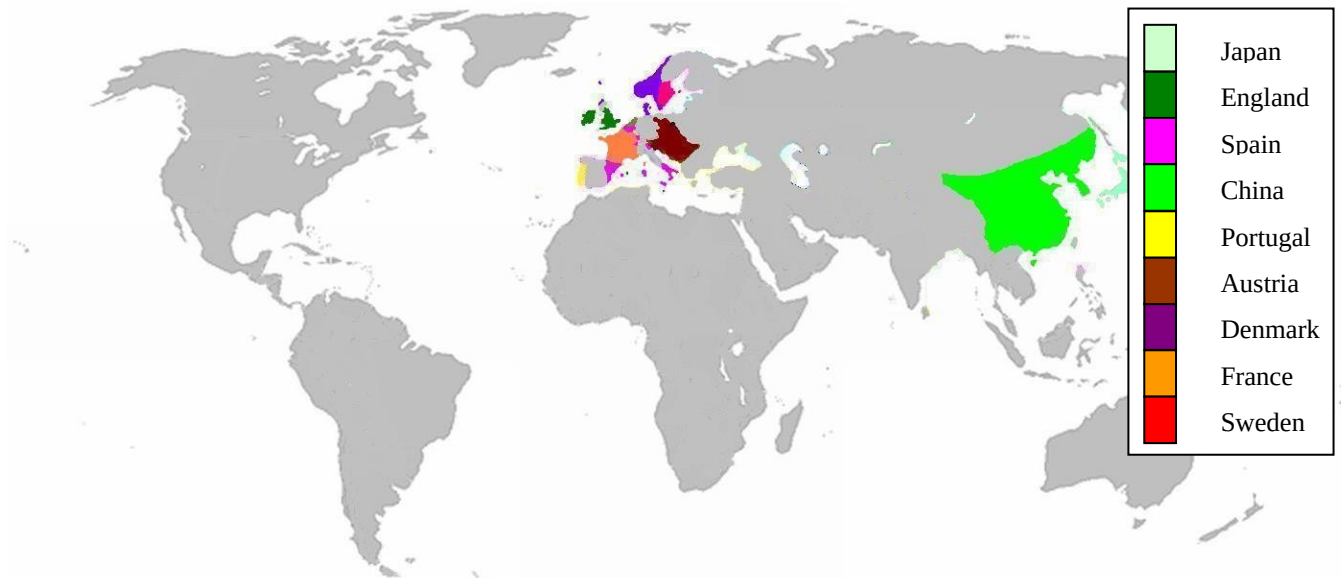 Japan
England
Spain
China
Portugal
Austria
Denmark
France
Sweden